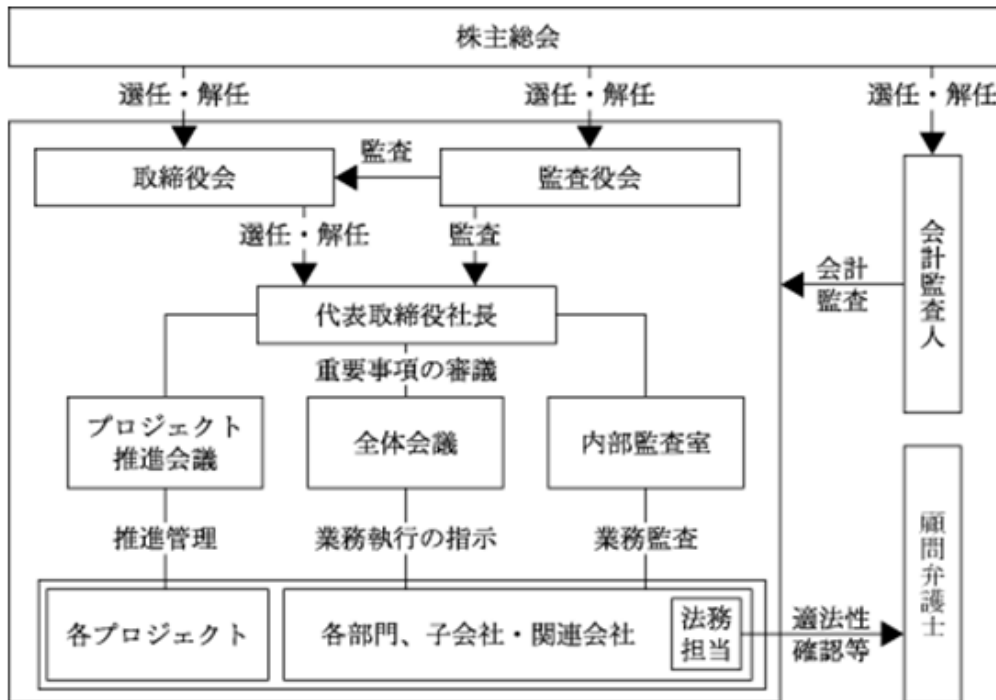 株主総会
選任・解任
選任・解任
選任・解任
取締役会
監査
監査役会
選任・解任
監査
会計監査人
会計
監査
代表取締役社長
重要事項の審議
プロジェクト
推進会議
全体会議
内部監査室
推進管理
業務執行の指示
業務監査
顧問弁護士
各プロジェクト
各部門、子会社・関連会社
法務
担当
適法性
確認等